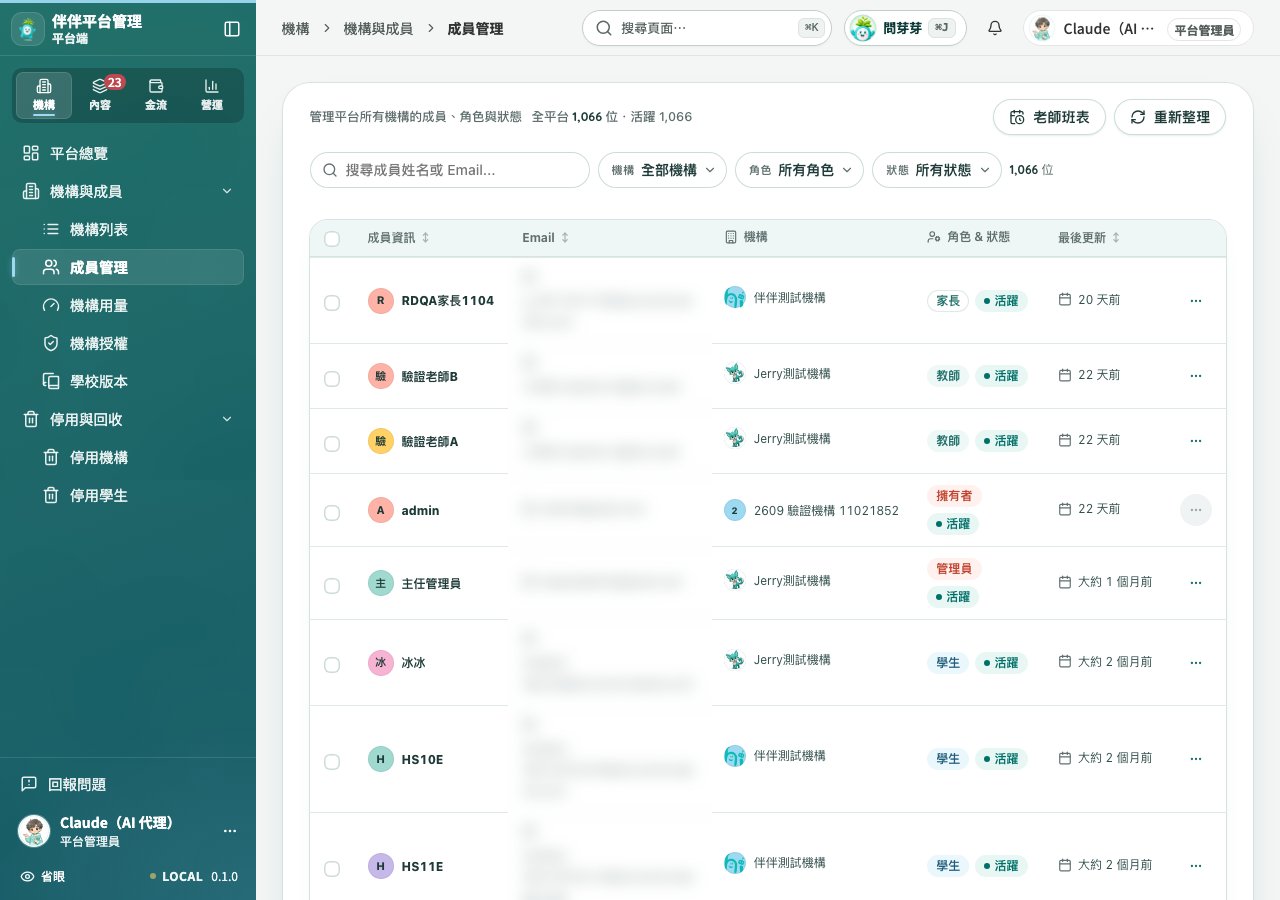 伴伴平台管理
平台端
機構
內容 23
金流
營運
平台總覽
機構與成員
機構列表
成員管理
機構用量
機構授權
學校版本
停用與回收
停用機構
停用學生
回報問題
Claude（AI 代理）
平台管理員
省眼
LOCAL 0.1.0
機構 機構與成員 成員管理
搜尋頁面… ⌘K
問芽芽 ⌘J
Claude（AI … 平台管理員
管理平台所有機構的成員、角色與狀態 全平台 1,066 位 · 活躍 1,066
老師班表 重新整理
搜尋成員姓名或 Email...
機構 全部機構
角色 所有角色
狀態 所有狀態
1,066 位
成員資訊 Email 機構 角色 & 狀態 最後更新
R RDQA家長1104 伴伴測試機構 家長 活躍 20 天前
驗 驗證老師B Jerry測試機構 教師 活躍 22 天前
驗 驗證老師A Jerry測試機構 教師 活躍 22 天前
A admin 2 2609 驗證機構 11021852 擁有者 活躍 22 天前
主 主任管理員 Jerry測試機構 管理員 活躍 大約 1 個月前
冰 冰冰 Jerry測試機構 學生 活躍 大約 2 個月前
H HS10E 伴伴測試機構 學生 活躍 大約 2 個月前
H HS11E 伴伴測試機構 學生 活躍 大約 2 個月前